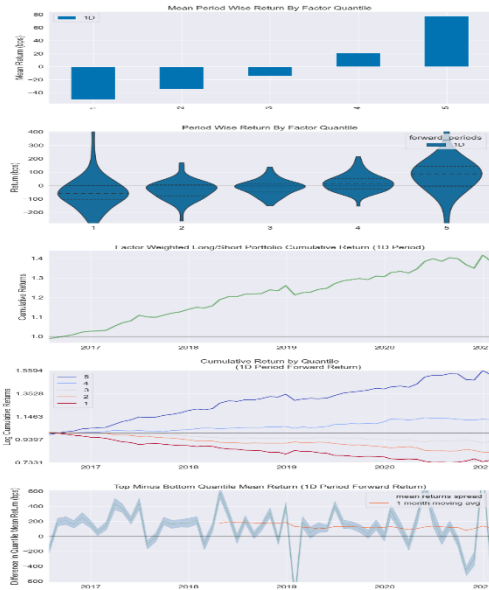 Mean Period Wise Return By Factor Quantile
1D
Mean Return (bps)
80
60
40
20
0
−20
−40
1
2
3
4
5
Period Wise Return By Factor Quantile
forward_periods
1D
Return (bps)
400
300
200
100
0
100
200
1 2 3 4 5
Factor Weighted Long/Short Portfolio Cumulative Return (1D Period)
Cumulative Returns
1.4
1.3
1.2
1.1
1.0
2017 2018 2019 2020 202
Cumulative Return by Quantile
(1D Period Forward Return)
Log Cumulative Returns
1.5594
1.3528
1.1463
0.9397
0.7331
5
4
3
2
1
2017 2018 2019 2020 202
Top Minus Bottom Quantile Mean Return (1D Period Forward Return)
mean returns spread
1 month moving avg
Difference In Quantile Mean Return (bps)
600
400
200
0
200
400
600
2017 2018 2019 2020 202